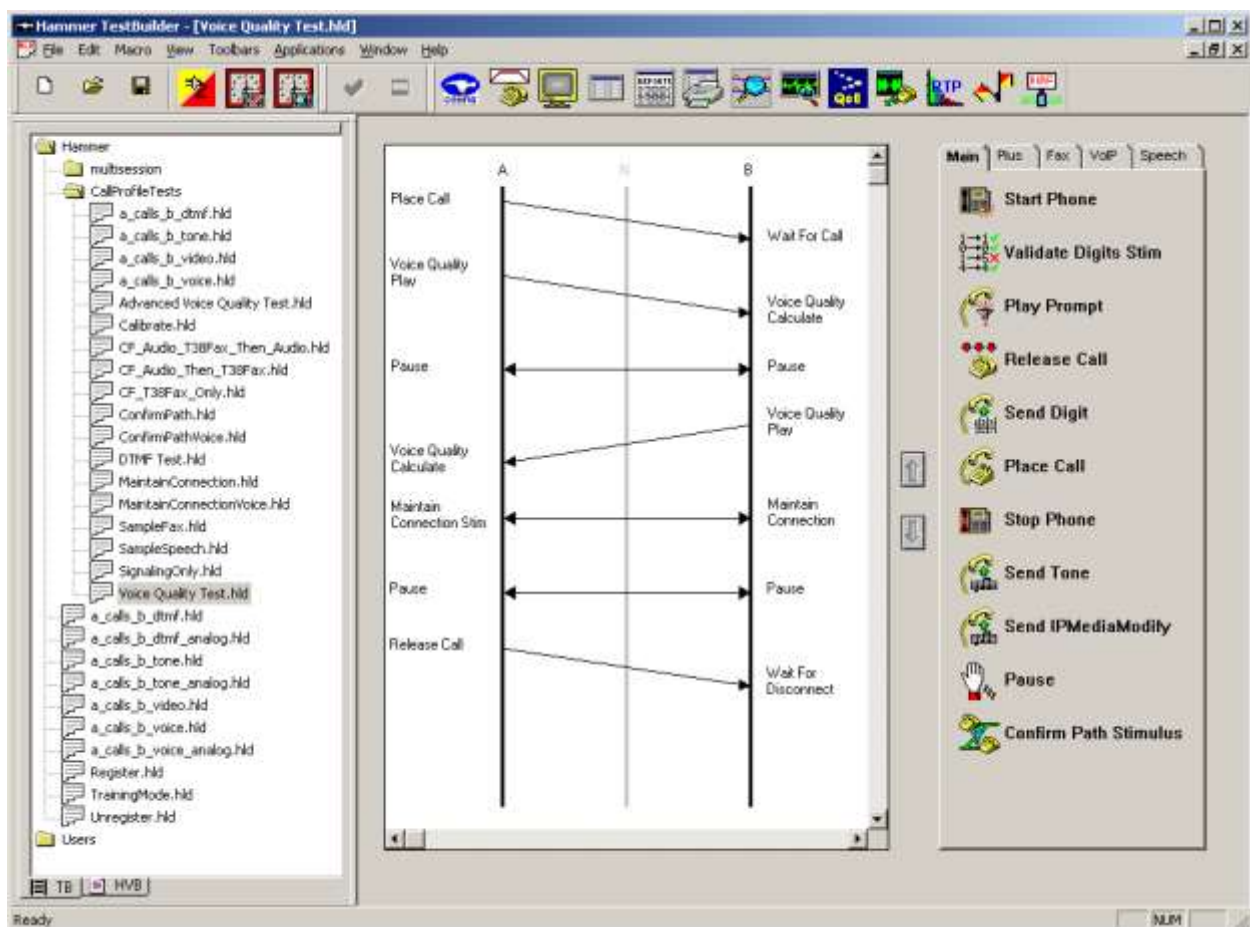 Hammer TestBuilder - [Voice Quality Test.hld]
File Edit Macro View Toolbars Applications Window Help
REPORTS
QoS
RTP
Hammer
multisession
CallProfileTests
a_calls_b_dtmf.hld
a_calls_b_tone.hld
a_calls_b_video.hld
a_calls_b_voice.hld
Advanced Voice Quality Test.hld
Calibrate.hld
CF_Audio_T38Fax_Then_Audio.hld
CF_Audio_Then_T38Fax.hld
CF_T38Fax_Only.hld
ConfirmPath.hld
ConfirmPathVoice.hld
DTMF Test.hld
MaintainConnection.hld
MaintainConnectionVoice.hld
SampleFax.hld
SampleSpeech.hld
SignalingOnly.hld
Voice Quality Test.hld
a_calls_b_dtmf.hld
a_calls_b_dtmf_analog.hld
a_calls_b_tone.hld
a_calls_b_tone_analog.hld
a_calls_b_video.hld
a_calls_b_voice.hld
a_calls_b_voice_analog.hld
Register.hld
TrainingMode.hld
Unregister.hld
Users
TB HVB
A N B
Place Call
Wait For Call
Voice Quality
Play
Voice Quality
Calculate
Pause Pause
Voice Quality
Play
Voice Quality
Calculate
Maintain
Connection Stim
Maintain
Connection
Pause Pause
Release Call
Wait For
Disconnect
Main Plus Fax VoIP Speech
Start Phone
Validate Digits Stim
Play Prompt
Release Call
Send Digit
Place Call
Stop Phone
Send Tone
Send IPMediaModify
Pause
Confirm Path Stimulus
Ready
NUM